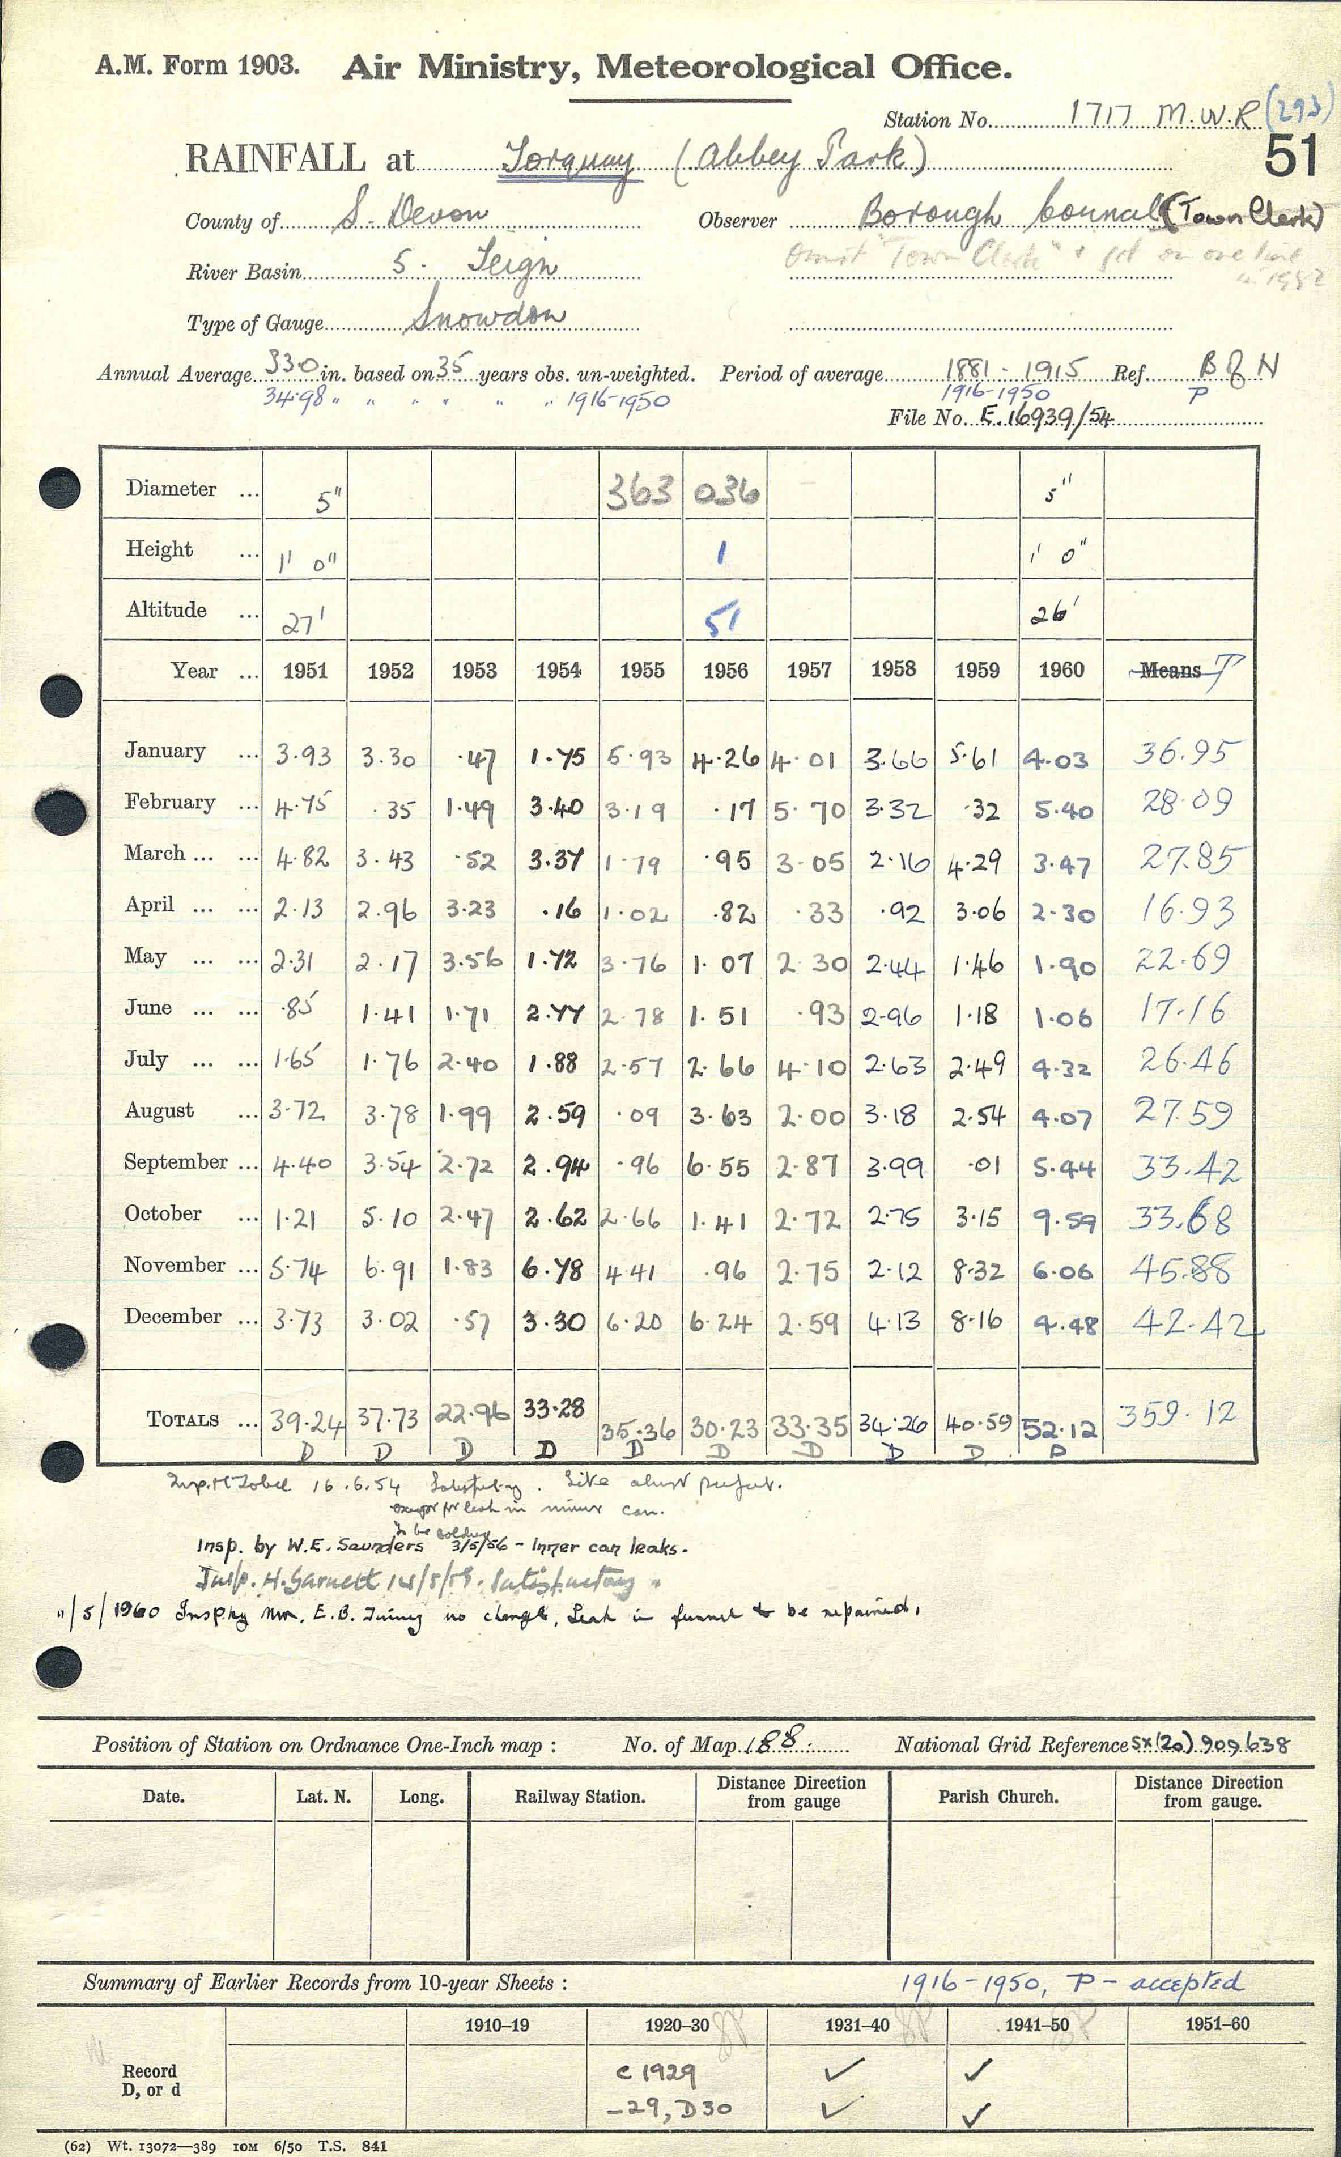 A.M. Form 1903. Air Ministry, Meteorological Office.
Station No. 1717 M.W.R (293)
51
RAINFALL at Torquay (Abbey Park)
County of S. Devon Observer Borough Council (Town Clerk)
Omit "Town Clerk" + get on one line in 1982
River Basin 5. Teign
Type of Gauge Snowdon
Annual Average 33.0 in. based on 35 years obs. un-weighted. Period of average 1881 - 1915 Ref. B of N
34.98 " " " " " " 1916-1950 1916-1950 P
File No. E.16939/54
Diameter ... 5" 363 036 5"
Height ... 1' 0" 1 1' 0"
Altitude ... 27' 51 26'
Year ... 1951 1952 1953 1954 1955 1956 1957 1958 1959 1960 Means T
January ... 3.93 3.30 .47 1.75 5.93 4.26 4.01 3.66 5.61 4.03 36.95
February ... 4.75 .35 1.49 3.40 3.19 .17 5.70 3.32 .32 5.40 28.09
March ... ... 4.82 3.43 .52 3.37 1.79 .95 3.05 2.16 4.29 3.47 27.85
April ... ... 2.13 2.96 3.23 .16 1.02 .82 .33 .92 3.06 2.30 16.93
May ... ... 2.31 2.17 3.56 1.72 3.76 1.07 2.30 2.44 1.46 1.90 22.69
June ... ... .85 1.41 1.71 2.77 2.78 1.51 .93 2.96 1.18 1.06 17.16
July ... ... 1.65 1.76 2.40 1.88 2.57 2.66 4.10 2.63 2.49 4.32 26.46
August ... 3.72 3.78 1.99 2.59 .09 3.63 2.00 3.18 2.54 4.07 27.59
September ... 4.40 3.54 2.72 2.94 .96 6.55 2.87 3.99 .01 5.44 33.42
October ... 1.21 5.10 2.47 2.62 2.66 1.41 2.72 2.75 3.15 9.59 33.68
November ... 5.74 6.91 1.83 6.78 4.41 .96 2.75 2.12 8.32 6.06 45.88
December ... 3.73 3.02 .57 3.30 6.20 6.24 2.59 4.13 8.16 4.48 42.42
TOTALS ... 39.24 37.73 22.96 33.28 35.36 30.23 33.35 34.26 40.59 52.12 359.12
D D D D D D D D D D
16.6.54 Satisfactory. Site almost perfect.
except for leak in inner can.
To be soldered
Insp. by W.E. Saunders 3/5/56 - Inner can leaks.
Insp. H. Garnett 14/5/58. Satisfactory
11/5/1960 Insp by Mr. E.B. no change, Leak in funnel to be repaired.
Position of Station on Ordnance One-Inch map : No. of Map 188. National Grid Reference SX(20) 909638
Date. Lat. N. Long. Railway Station. Distance Direction from gauge Parish Church. Distance Direction from gauge.
Summary of Earlier Records from 10-year Sheets : 1916-1950, P - accepted
1910–19 1920–30 1931–40 1941–50 1951–60
Record c 1929 ✓ ✓
D, or d -29, D30 ✓ ✓
(62) Wt. 13072—389 10M 6/50 T.S. 841